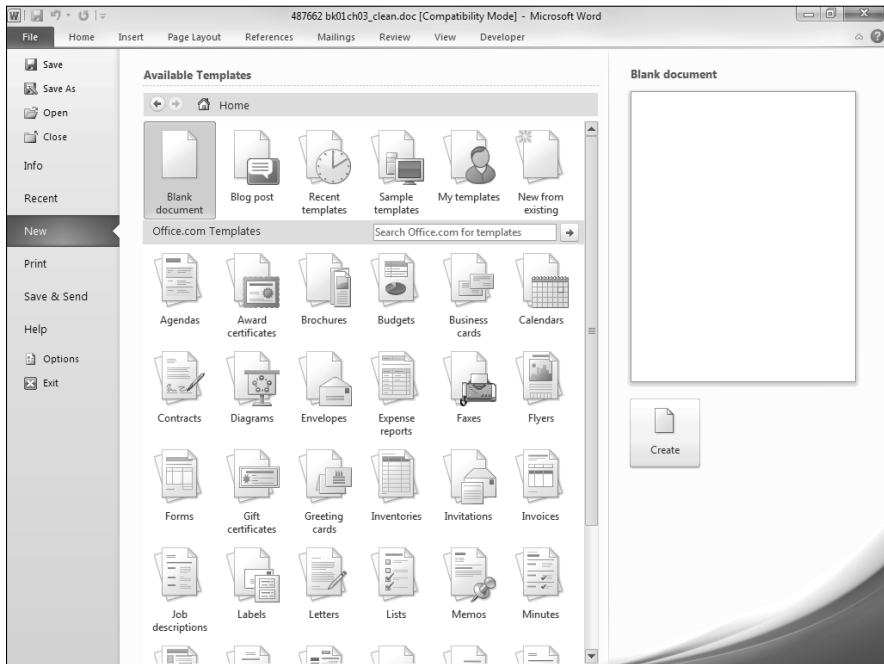 487662 bk01ch03_clean.doc [Compatibility Mode] - Microsoft Word
File Home Insert Page Layout References Mailings Review View Developer
Save
Save As
Open
Close
Info
Recent
New
Print
Save & Send
Help
Options
Exit
Available Templates
Home
Blank document
Blog post
Recent templates
Sample templates
My templates
New from existing
Office.com Templates
Search Office.com for templates
Agendas
Award certificates
Brochures
Budgets
Business cards
Calendars
Contracts
Diagrams
Envelopes
Expense reports
Faxes
Flyers
Forms
Gift certificates
Greeting cards
Inventories
Invitations
Invoices
Job descriptions
Labels
Letters
Lists
Memos
Minutes
Blank document
Create